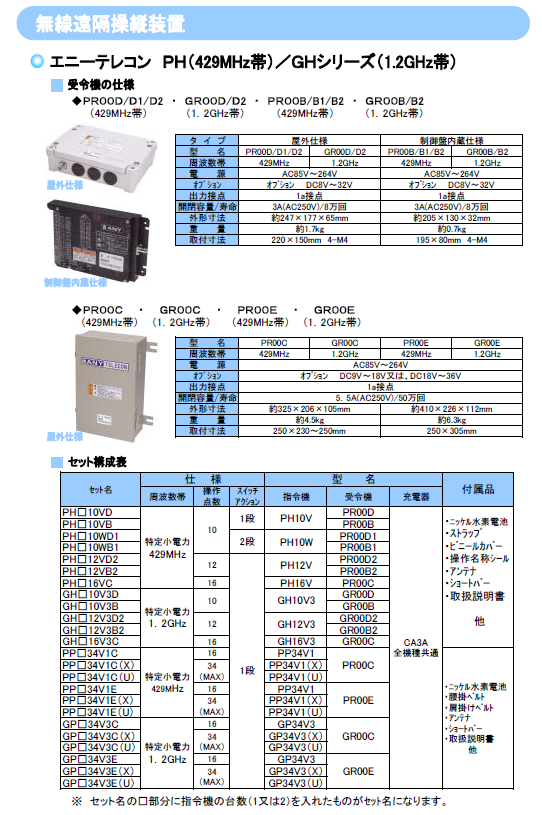 無線遠隔操縦装置
エニーテレコン PH(429MHz帯)/GHシリーズ(1.2GHz帯)
受令機の仕様
◆PR00D/D1/D2 ・ GR00D/D2 ・ PR00B/B1/B2 ・ GR00B/B2
(429MHz帯) (1.2GHz帯) (429MHz帯) (1.2GHz帯)
タイプ 屋外仕様 制御盤内蔵仕様
型名 PR00D/D1/D2 GR00D/D2 PR00B/B1/B2 GR00B/B2
周波数帯 429MHz 1.2GHz 429MHz 1.2GHz
電源 AC85V~264V AC85V~264V
オプション オプション DC8V~32V オプション DC8V~32V
出力接点 1a接点 1a接点
開閉容量/寿命 3A(AC250V)/8万回 3A(AC250V)/8万回
外形寸法 約247×177×65mm 約205×130×32mm
重量 約1.7kg 約0.7kg
取付寸法 220×150mm 4-M4 195×80mm 4-M4
屋外仕様
SANY
制御盤内蔵仕様
◆PR00C ・ GR00C ・ PR00E ・ GR00E
(429MHz帯) (1.2GHz帯) (429MHz帯) (1.2GHz帯)
型名 PR00C GR00C PR00E GR00E
周波数帯 429MHz 1.2GHz 429MHz 1.2GHz
電源 AC85V~264V
オプション オプション DC9V~18V又は、DC18V~36V
出力接点 1a接点
開閉容量/寿命 5.5A(AC250V)/50万回
外形寸法 約325×206×105mm 約410×226×112mm
重量 約4.5kg 約6.3kg
取付寸法 250×230~250mm 250×305mm
SANY TELECON
屋外仕様
セット構成表
セット名 仕様 型名 付属品
周波数帯 操作点数 スイッチアクション 指令機 受令機 充電器
PH□10VD 特定小電力 429MHz 10 1段 PH10V PR00D CA3A 全機種共通
PH□10VB PR00B
PH□10WD1 2段 PH10W PR00D1
PH□10WB1 PR00B1
PH□12VD2 12 1段 PH12V PR00D2
PH□12VB2 PR00B2
PH□16VC 16 PH16V PR00C
GH□10V3D 特定小電力 1.2GHz 10 GH10V3 GR00D
GH□10V3B GR00B
GH□12V3D2 12 GH12V3 GR00D2
GH□12V3B2 GR00B2
GH□16V3C 16 GH16V3 GR00C
・ニッケル水素電池
・ストラップ
・ビニールカバー
・操作名称シール
・アンテナ
・ショートバー
・取扱説明書
他
PP□34V1C 特定小電力 429MHz 16 PP34V1 PR00C
PP□34V1C(X) 34 (MAX) PP34V1(X)
PP□34V1C(U) PP34V1(U)
PP□34V1E 16 PP34V1 PR00E
PP□34V1E(X) 34 (MAX) PP34V1(X)
PP□34V1E(U) PP34V1(U)
GP□34V3C 特定小電力 1.2GHz 16 GP34V3 GR00C
GP□34V3C(X) 34 (MAX) GP34V3(X)
GP□34V3C(U) GP34V3(U)
GP□34V3E 16 GP34V3 GR00E
GP□34V3E(X) 34 (MAX) GP34V3(X)
GP□34V3E(U) GP34V3(U)
・ニッケル水素電池
・腰掛ベルト
・肩掛けベルト
・アンテナ
・ショートバー
・取扱説明書
他
※ セット名の□部分に指令機の台数(1又は2)を入れたものがセット名になります。